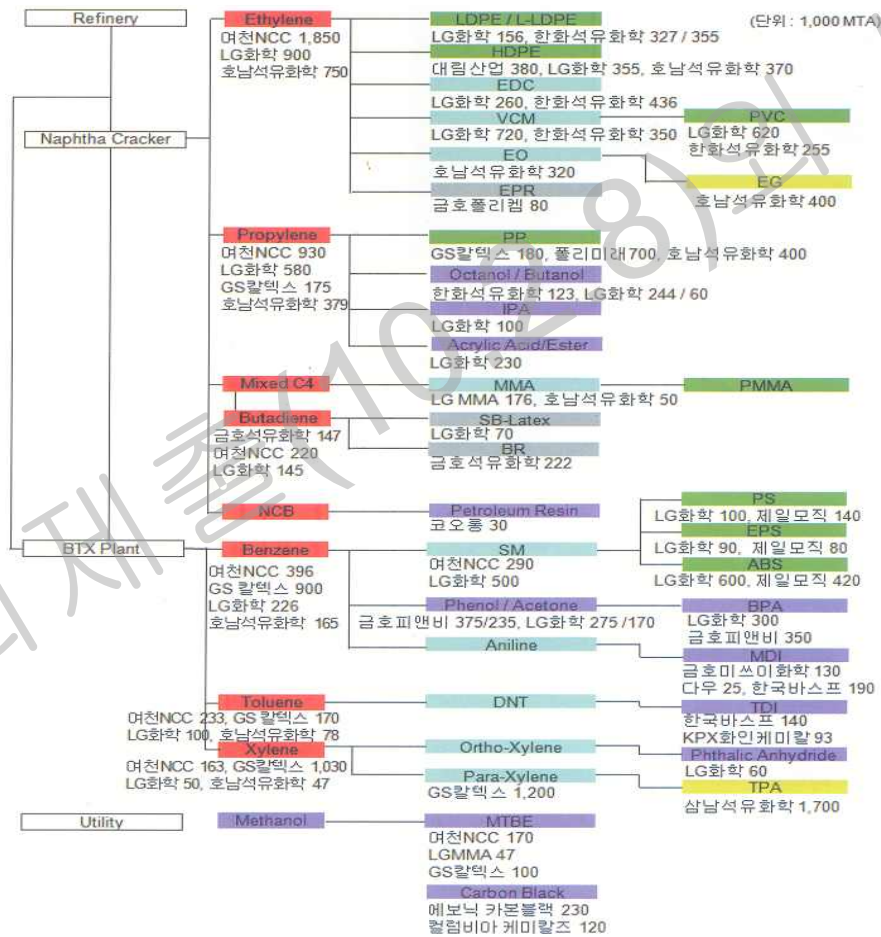 Refinery
Ethylene
LDPE / L-LDPE
(단위 : 1,000 MTA)
여천NCC 1,850
LG화학 900
호남석유화학 750
LG화학 156, 한화석유화학 327 / 355
HDPE
대림산업 380, LG화학 355, 호남석유화학 370
EDC
LG화학 260, 한화석유화학 436
Naphtha Cracker
VCM
PVC
LG화학 720, 한화석유화학 350
LG화학 620
한화석유화학 255
EO
호남석유화학 320
EG
호남석유화학 400
EPR
금호폴리켐 80
Propylene
PP
여천NCC 930
LG화학 580
GS칼텍스 175
호남석유화학 379
GS칼텍스 180, 폴리미래700, 호남석유화학 400
Octanol / Butanol
한화석유화학 123, LG화학 244 / 60
IPA
LG화학 100
Acrylic Acid/Ester
LG화학 230
Mixed C4
MMA
PMMA
LG MMA 176, 호남석유화학 50
Butadiene
SB-Latex
금호석유화학 147
여천NCC 220
LG화학 145
LG화학 70
BR
금호석유화학 222
NCB
Petroleum Resin
코오롱 30
PS
LG화학 100, 제일모직 140
BTX Plant
Benzene
SM
EPS
여천NCC 396
GS 칼텍스 900
LG화학 226
호남석유화학 165
여천NCC 290
LG화학 500
LG화학 90, 제일모직 80
ABS
LG화학 600, 제일모직 420
Phenol / Acetone
BPA
금호피앤비 375/235, LG화학 275 /170
LG화학 300
금호피앤비 350
Aniline
MDI
금호미쓰이화학 130
다우 25, 한국바스프 190
Toluene
DNT
TDI
여천NCC 233, GS 칼텍스 170
LG화학 100, 호남석유화학 78
한국바스프 140
KPX화인케미칼 93
Xylene
Ortho-Xylene
Phthalic Anhydride
여천NCC 163, GS칼텍스 1,030
LG화학 50, 호남석유화학 47
LG화학 60
Para-Xylene
TPA
GS칼텍스 1,200
삼남석유화학 1,700
Utility
Methanol
MTBE
여천NCC 170
LGMMA 47
GS칼텍스 100
Carbon Black
에보닉 카본블랙 230
컬럼비아 케미칼즈 120
제출(10.2.8)의